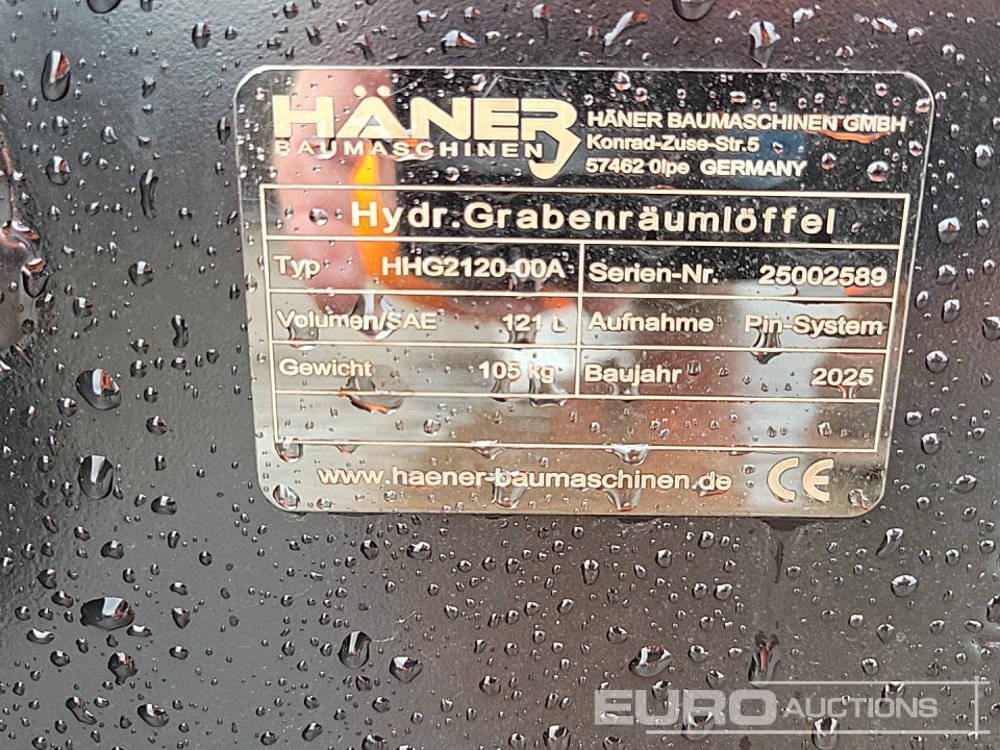 HÄNER
BAUMASCHINEN
HÄNER BAUMASCHINEN GMBH
Konrad-Zuse-Str.5
57462 Olpe GERMANY
Hydr.Grabenräumlöffel
Typ HHG2120-00A Serien-Nr. 25002589
Volumen/SAE 121 L Aufnahme Pin-System
Gewicht 105 kg Baujahr 2025
www.haener-baumaschinen.de CE
EURO AUCTIONS